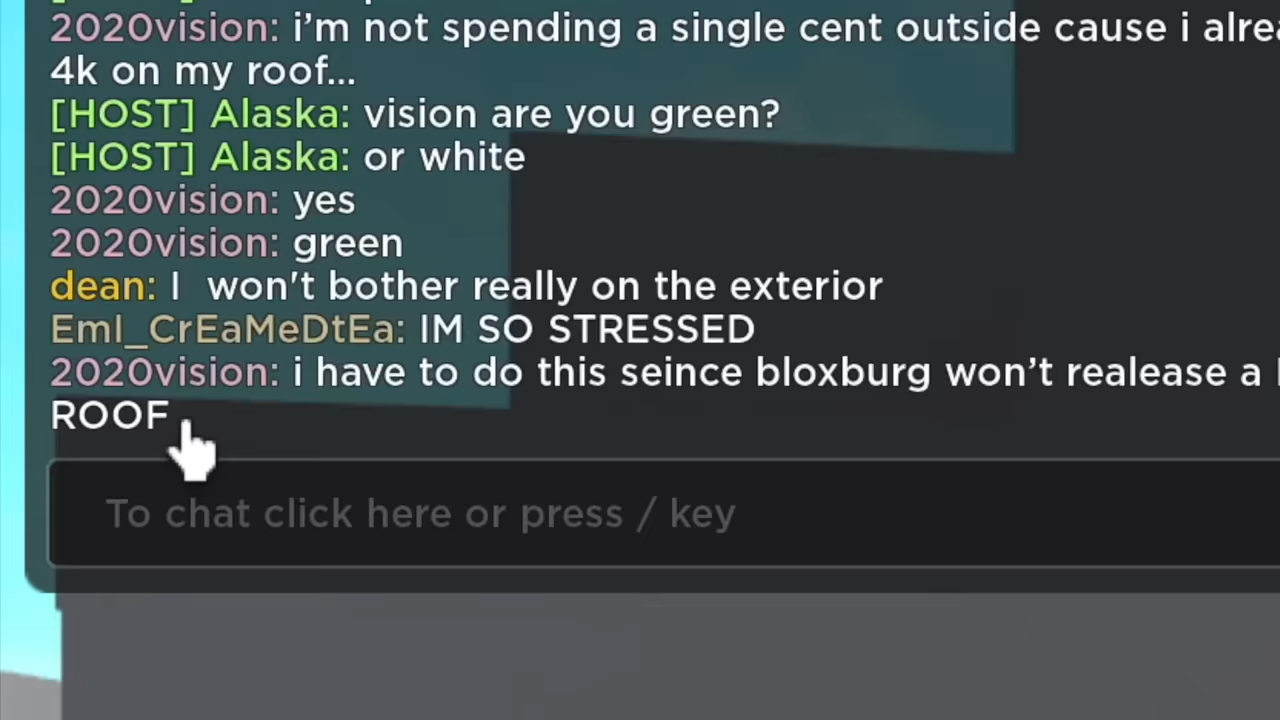 2020vision: i’m not spending a single cent outside cause i
4k on my roof...
[HOST] Alaska: vision are you green?
[HOST] Alaska: or white
2020vision: yes
2020vision: green
dean: I  won't bother really on the exterior
EmI_CrEaMeDtEa: IM SO STRESSED
2020vision: i have to do this seince bloxburg won’t realease a
ROOF
To chat click here or press / key